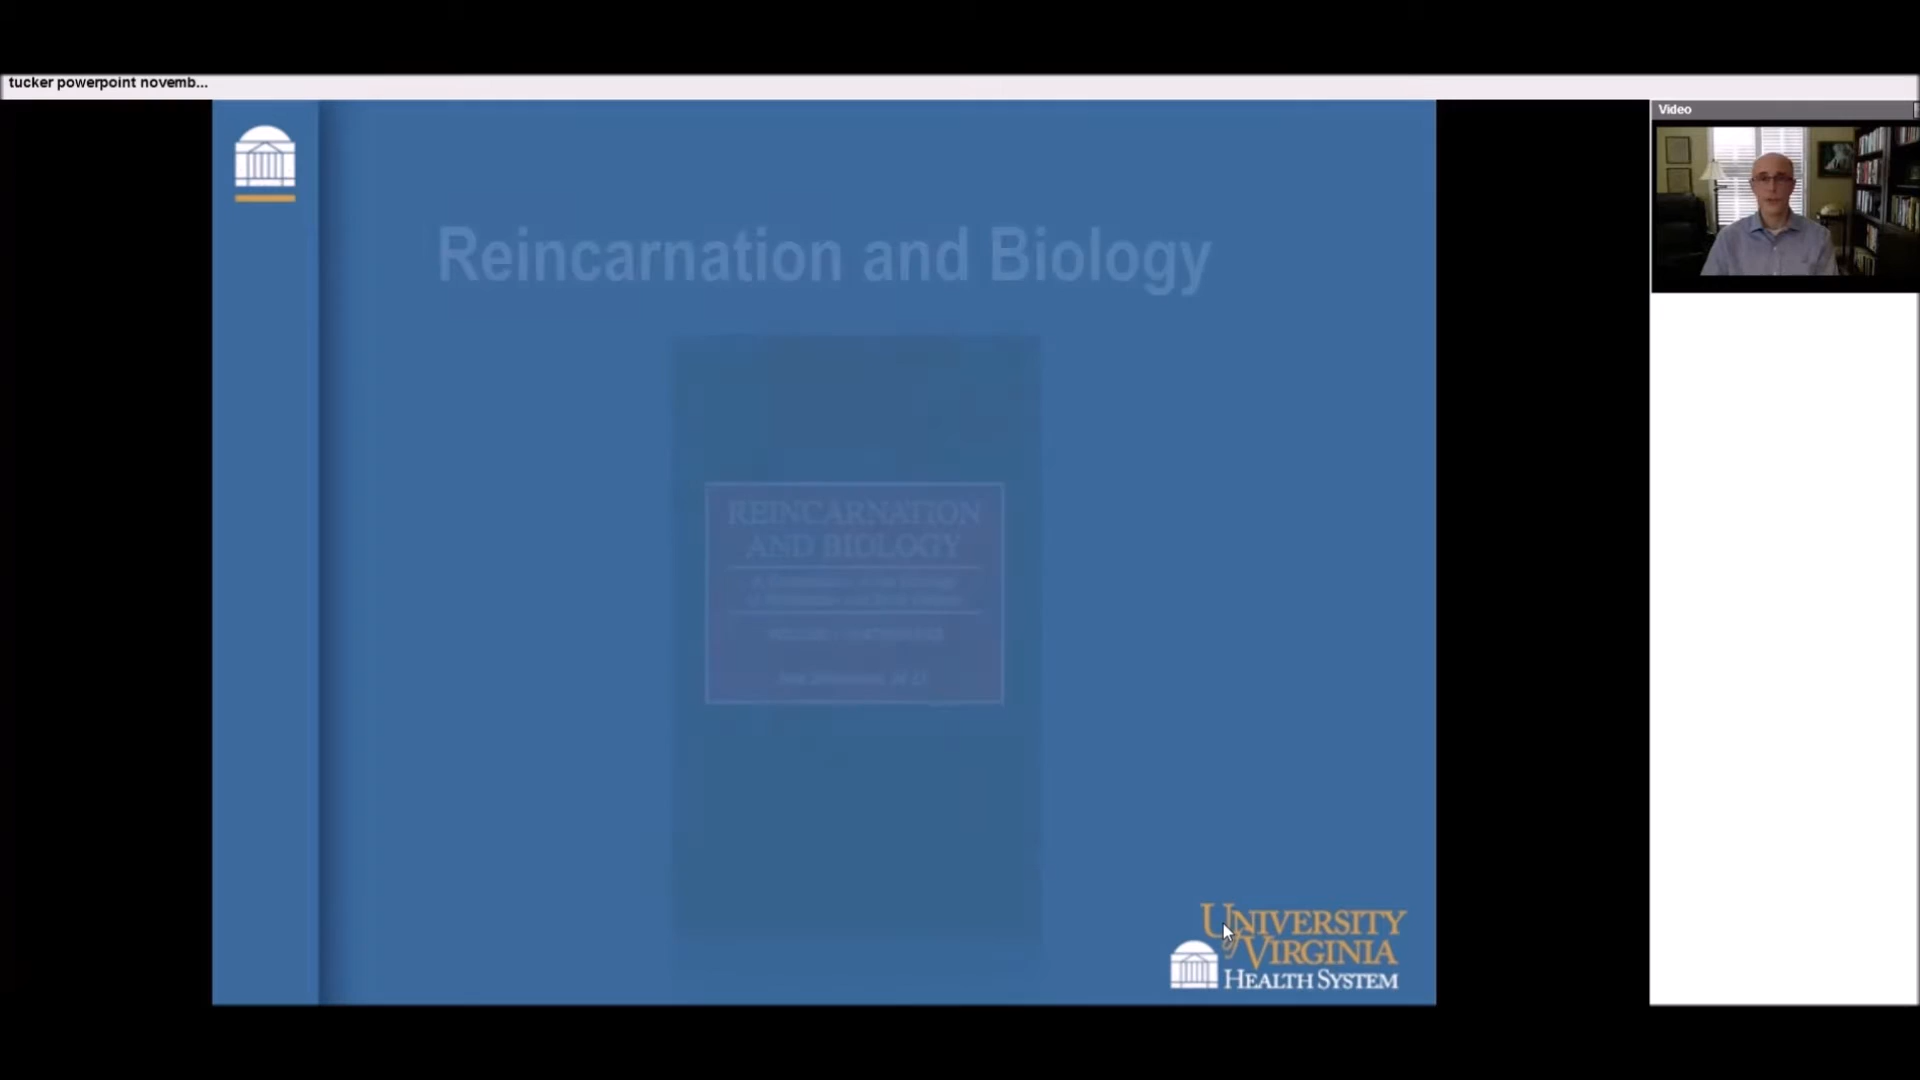 tucker powerpoint novemb...
Video
Reincarnation and Biology
REINCARNATION
AND BIOLOGY
UNIVERSITY
of VIRGINIA
HEALTH SYSTEM